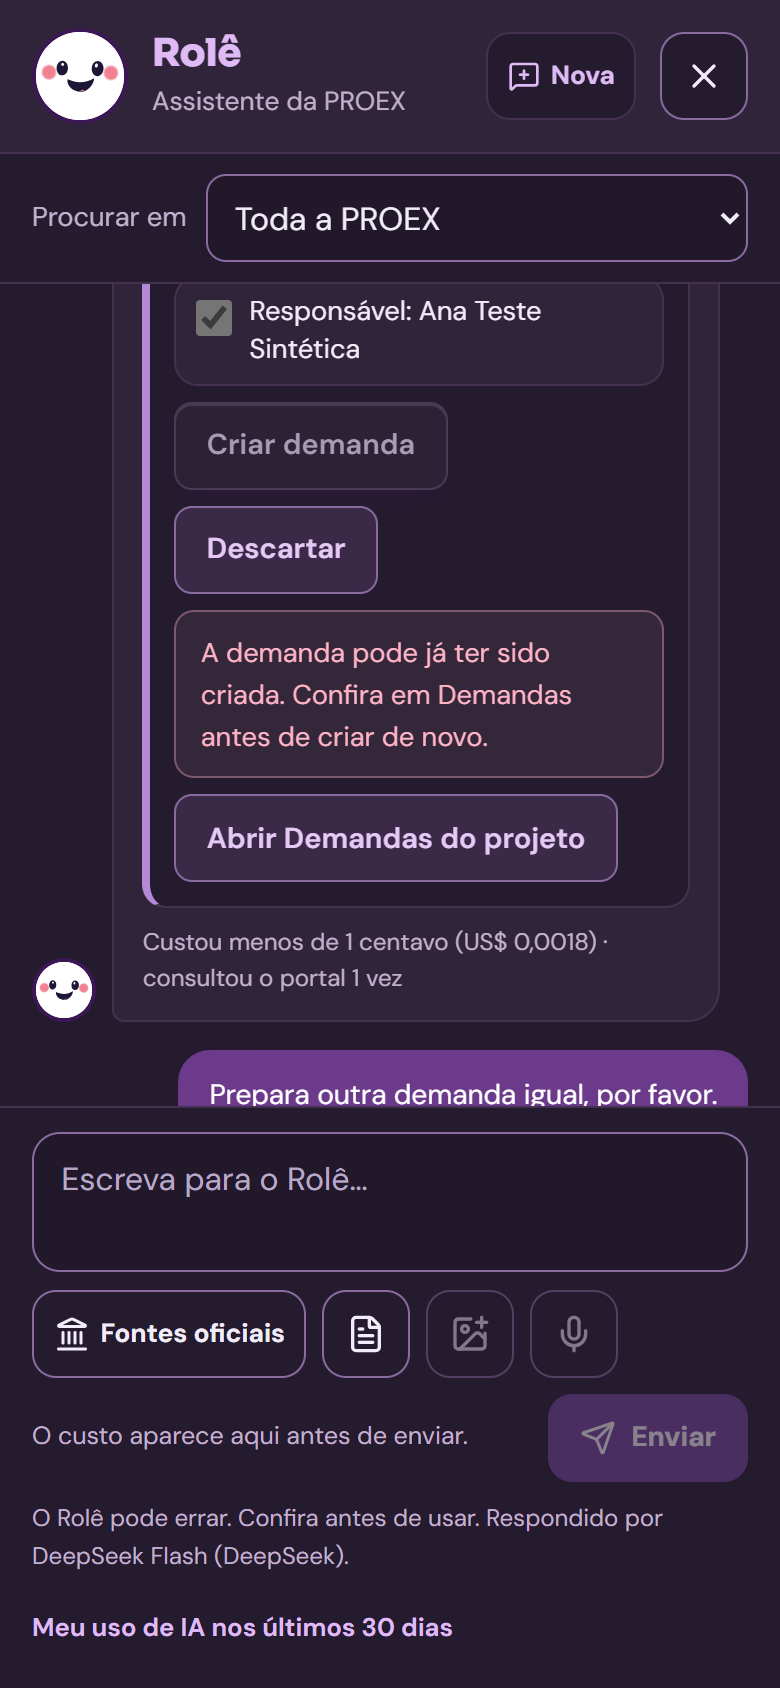 Rolê
Assistente da PROEX
Nova
Procurar em
Toda a PROEX
Responsável: Ana Teste
Sintética
Criar demanda
Descartar
A demanda pode já ter sido
criada. Confira em Demandas
antes de criar de novo.
Abrir Demandas do projeto
Custou menos de 1 centavo (US$ 0,0018) ·
consultou o portal 1 vez
Prepara outra demanda igual, por favor.
Escreva para o Rolê...
Fontes oficiais
O custo aparece aqui antes de enviar.
Enviar
O Rolê pode errar. Confira antes de usar. Respondido por
DeepSeek Flash (DeepSeek).
Meu uso de IA nos últimos 30 dias